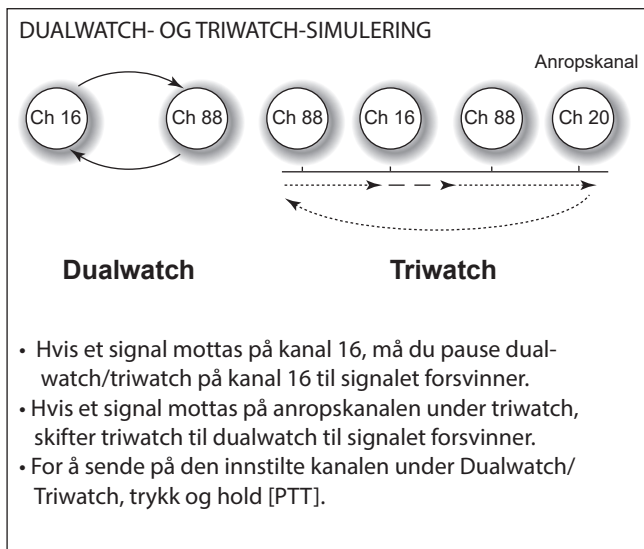 DUALWATCH- OG TRIWATCH-SIMULERING
Anropskanal
Ch 16
Ch 88
Ch 88
Ch 16
Ch 88
Ch 20
Dualwatch
Triwatch
• Hvis et signal mottas på kanal 16, må du pause dual-
watch/triwatch på kanal 16 til signalet forsvinner.
• Hvis et signal mottas på anropskanalen under triwatch,
skifter triwatch til dualwatch til signalet forsvinner.
• For å sende på den innstilte kanalen under Dualwatch/
Triwatch, trykk og hold [PTT].